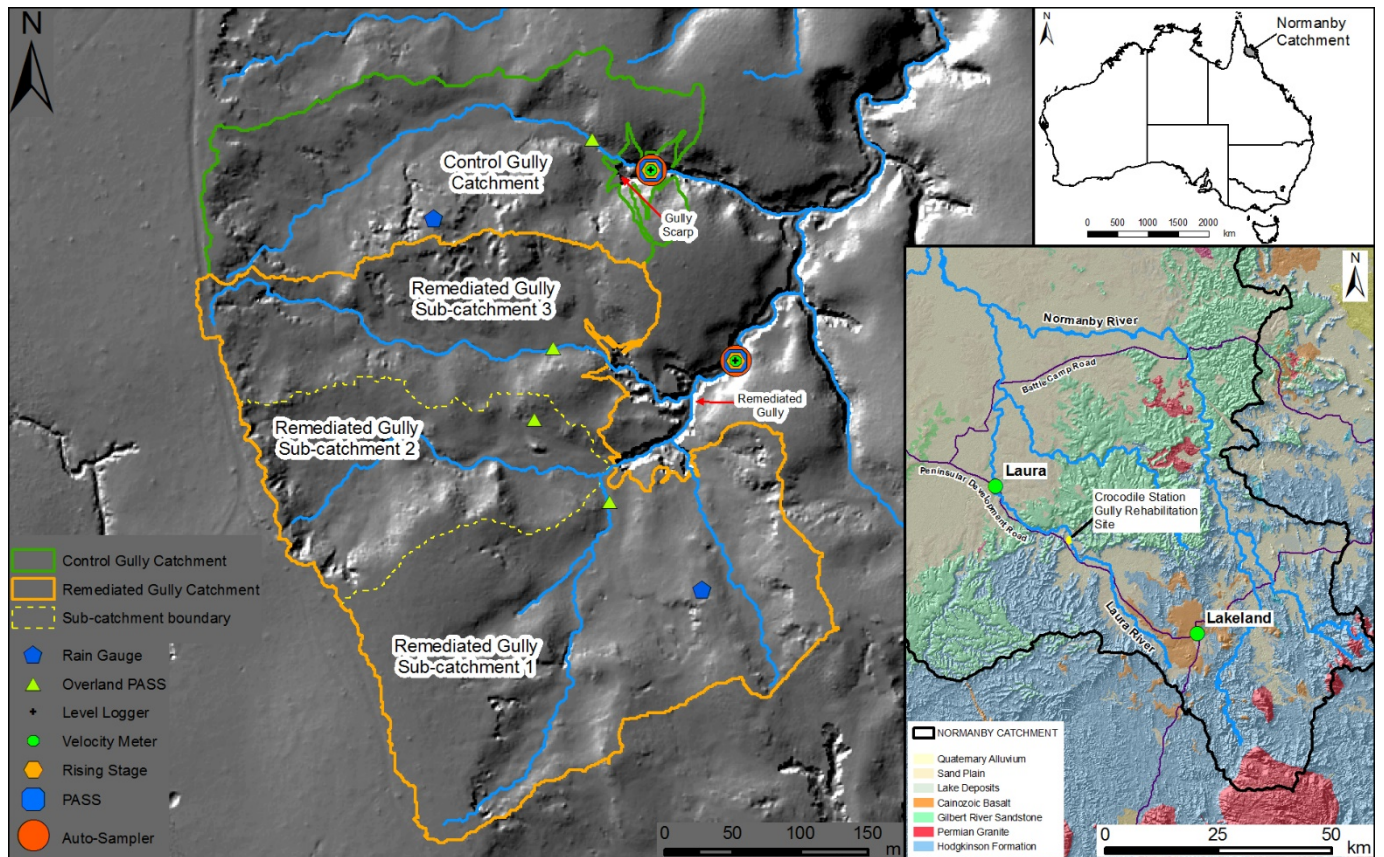 N
Control Gully
Catchment
Gully
Scarp
Remediated Gully
Sub-catchment 3
Remediated
Gully
Remediated Gully
Sub-catchment 2
Remediated Gully
Sub-catchment 1
Control Gully Catchment
Remediated Gully Catchment
Sub-catchment boundary
Rain Gauge
Overland PASS
Level Logger
Velocity Meter
Rising Stage
PASS
Auto-Sampler
0 50 100 150
m
N
Normanby
Catchment
0 500 1000 1500 2000
km
N
Normanby River
Battle Camp Road
Laura
Peninsular Development Road
Crocodile Station
Gully Rehabilitation
Site
Laura River
Lakeland
NORMANBY CATCHMENT
Quaternary Alluvium
Sand Plain
Lake Deposits
Cainozoic Basalt
Gilbert River Sandstone
Permian Granite
Hodgkinson Formation
0 25 50
km